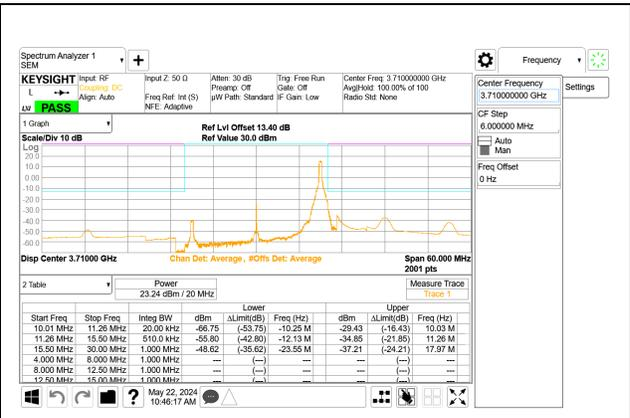 Spectrum Analyzer 1
SEM
+
Frequency
KEYSIGHT
L
LXI PASS
Input: RF
Coupling: DC
Align: Auto
Input Z: 50 Ω
Freq Ref: Int (S)
NFE: Adaptive
Atten: 30 dB
Preamp: Off
µW Path: Standard
Trig: Free Run
Gate: Off
IF Gain: Low
Center Freq: 3.710000000 GHz
Avg|Hold: 100.00% of 100
Radio Std: None
Center Frequency
3.710000000 GHz
Settings
CF Step
6.000000 MHz
Auto
Man
Freq Offset
0 Hz
1 Graph
Scale/Div 10 dB
Ref Lvl Offset 13.40 dB
Ref Value 30.0 dBm
Log
20.0
10.0
0.00
-10.0
-20.0
-30.0
-40.0
-50.0
-60.0
Disp Center 3.71000 GHz
Chan Det: Average , #Offs Det: Average
Span 60.000 MHz
2001 pts
2 Table
Power
23.24 dBm / 20 MHz
Measure Trace
Trace 1
Lower Upper
Start Freq Stop Freq Integ BW dBm ΔLimit(dB) Freq (Hz) dBm ΔLimit(dB) Freq (Hz)
10.01 MHz 11.26 MHz 20.00 kHz -66.75 (-53.75) -10.25 M -29.43 (-16.43) 10.03 M
11.26 MHz 15.50 MHz 510.0 kHz -55.80 (-42.80) -12.13 M -34.85 (-21.85) 11.26 M
15.50 MHz 30.00 MHz 1.000 MHz -48.62 (-35.62) -23.55 M -37.21 (-24.21) 17.97 M
4.000 MHz 8.000 MHz 1.000 MHz --- (---) --- --- (---) ---
8.000 MHz 12.50 MHz 1.000 MHz --- (---) --- --- (---) ---
12.50 MHz 15.00 MHz 1.000 MHz --- (---) --- --- (---) ---
?
May 22, 2024
10:46:17 AM